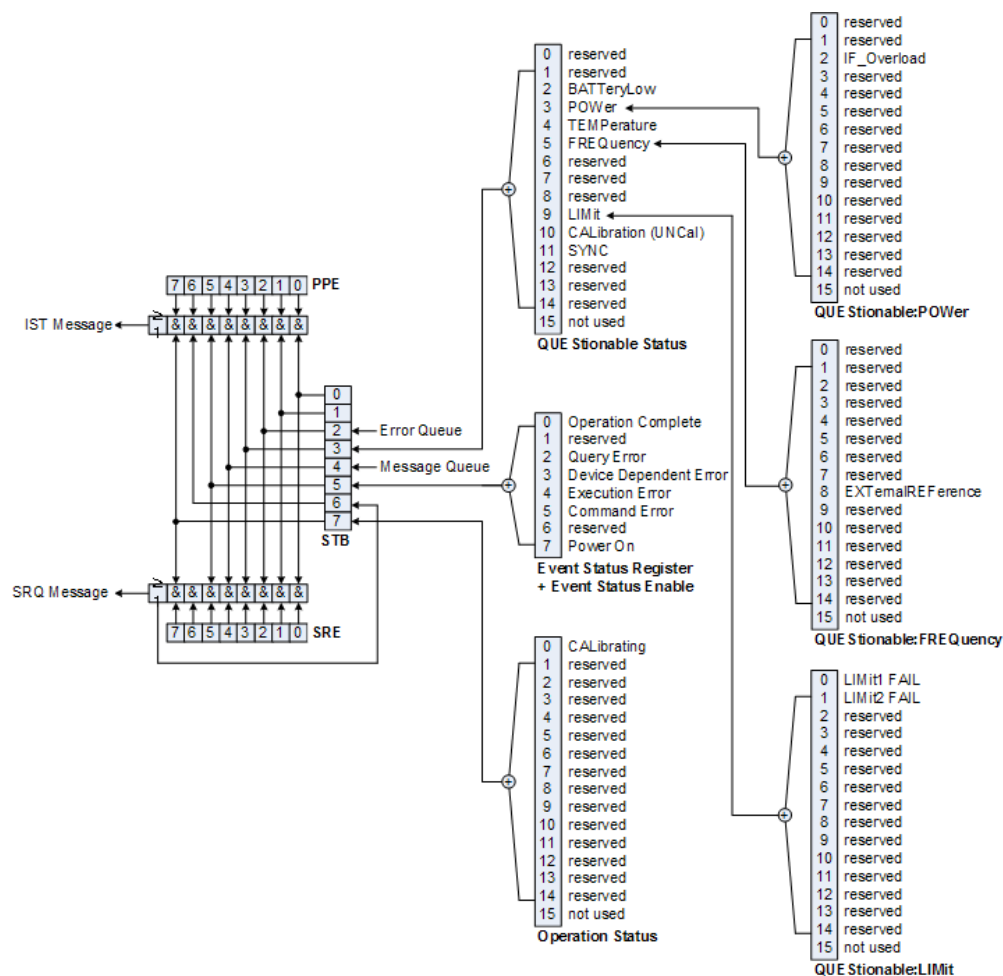 7 6 5 4 3 2 1 0 PPE
IST Message
& & & & & & & &
0
1
2 Error Queue
3
4 Message Queue
5
6
7
STB
SRQ Message
& & & & & & & &
7 6 5 4 3 2 1 0 SRE
0 reserved
1 reserved
2 BATTeryLow
3 POWer
4 TEMPerature
5 FREQuency
6 reserved
7 reserved
8 reserved
9 LIMit
10 CALibration (UNCal)
11 SYNC
12 reserved
13 reserved
14 reserved
15 not used
QUEStionable Status
0 Operation Complete
1 reserved
2 Query Error
3 Device Dependent Error
4 Execution Error
5 Command Error
6 reserved
7 Power On
Event Status Register
+ Event Status Enable
0 CALibrating
1 reserved
2 reserved
3 reserved
4 reserved
5 reserved
6 reserved
7 reserved
8 reserved
9 reserved
10 reserved
11 reserved
12 reserved
13 reserved
14 reserved
15 not used
Operation Status
0 reserved
1 reserved
2 IF_Overload
3 reserved
4 reserved
5 reserved
6 reserved
7 reserved
8 reserved
9 reserved
10 reserved
11 reserved
12 reserved
13 reserved
14 reserved
15 not used
QUEStionable:POWer
0 reserved
1 reserved
2 reserved
3 reserved
4 reserved
5 reserved
6 reserved
7 reserved
8 EXTernalREFerence
9 reserved
10 reserved
11 reserved
12 reserved
13 reserved
14 reserved
15 not used
QUEStionable:FREQuency
0 LIMit1 FAIL
1 LIMit2 FAIL
2 reserved
3 reserved
4 reserved
5 reserved
6 reserved
7 reserved
8 reserved
9 reserved
10 reserved
11 reserved
12 reserved
13 reserved
14 reserved
15 not used
QUEStionable:LIMit